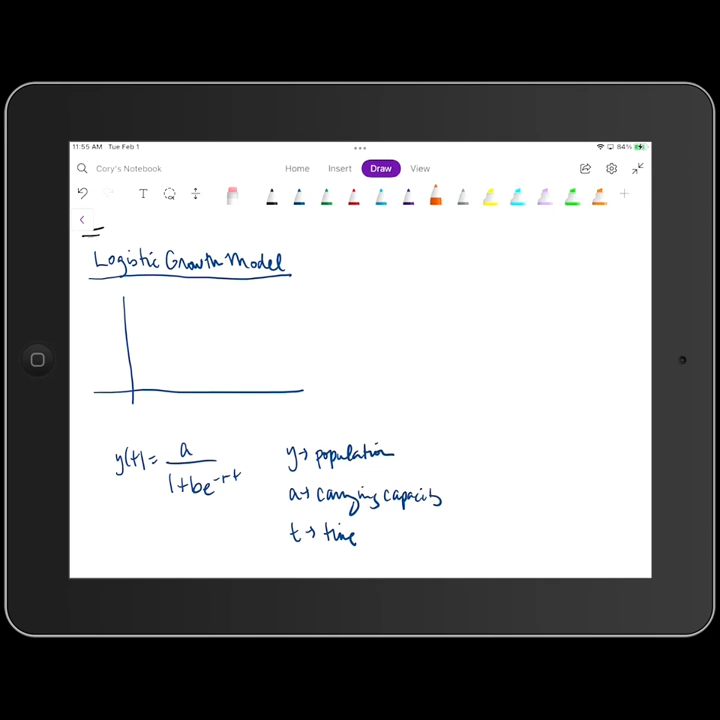 11:55 AM Tue Feb 1
84%
Cory's Notebook
Home Insert Draw View
Logistic Growth Model
y(t) = a / 1+be^-rt
y → population
a → carrying capacity
t → time